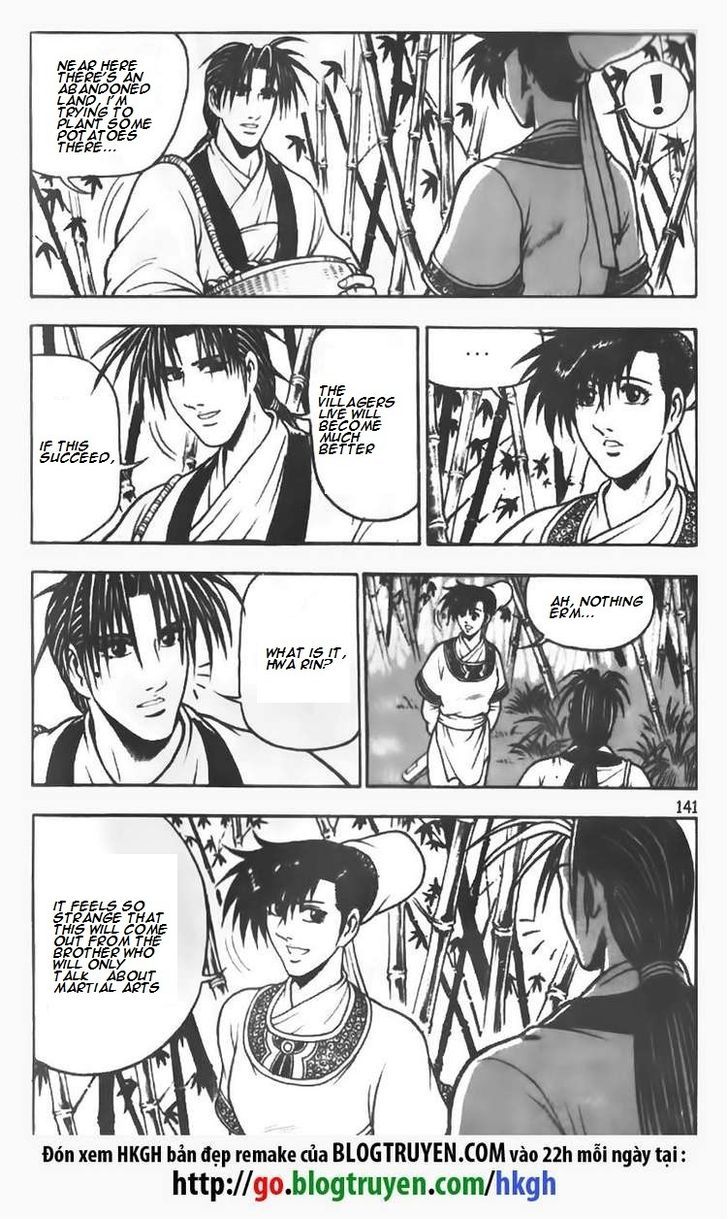 NEAR HERE
THERE'S AN
ABANDONED
LAND, I'M
TRYING TO
PLANT SOME
POTATOES
THERE...
!
IF THIS
SUCCEED,
THE
VILLAGERS
LIVE WILL
BECOME
MUCH
BETTER
...
WHAT IS IT,
HWA RIN?
AH, NOTHING
ERM...
141
IT FEELS SO
STRANGE THAT
THIS WILL COME
OUT FROM THE
BROTHER WHO
WILL ONLY
TALK ABOUT
MARTIAL ARTS
Đón xem HKGH bản đẹp remake của BLOGTRUYEN.COM vào 22h mỗi ngày tại :
http://go.blogtruyen.com/hkgh